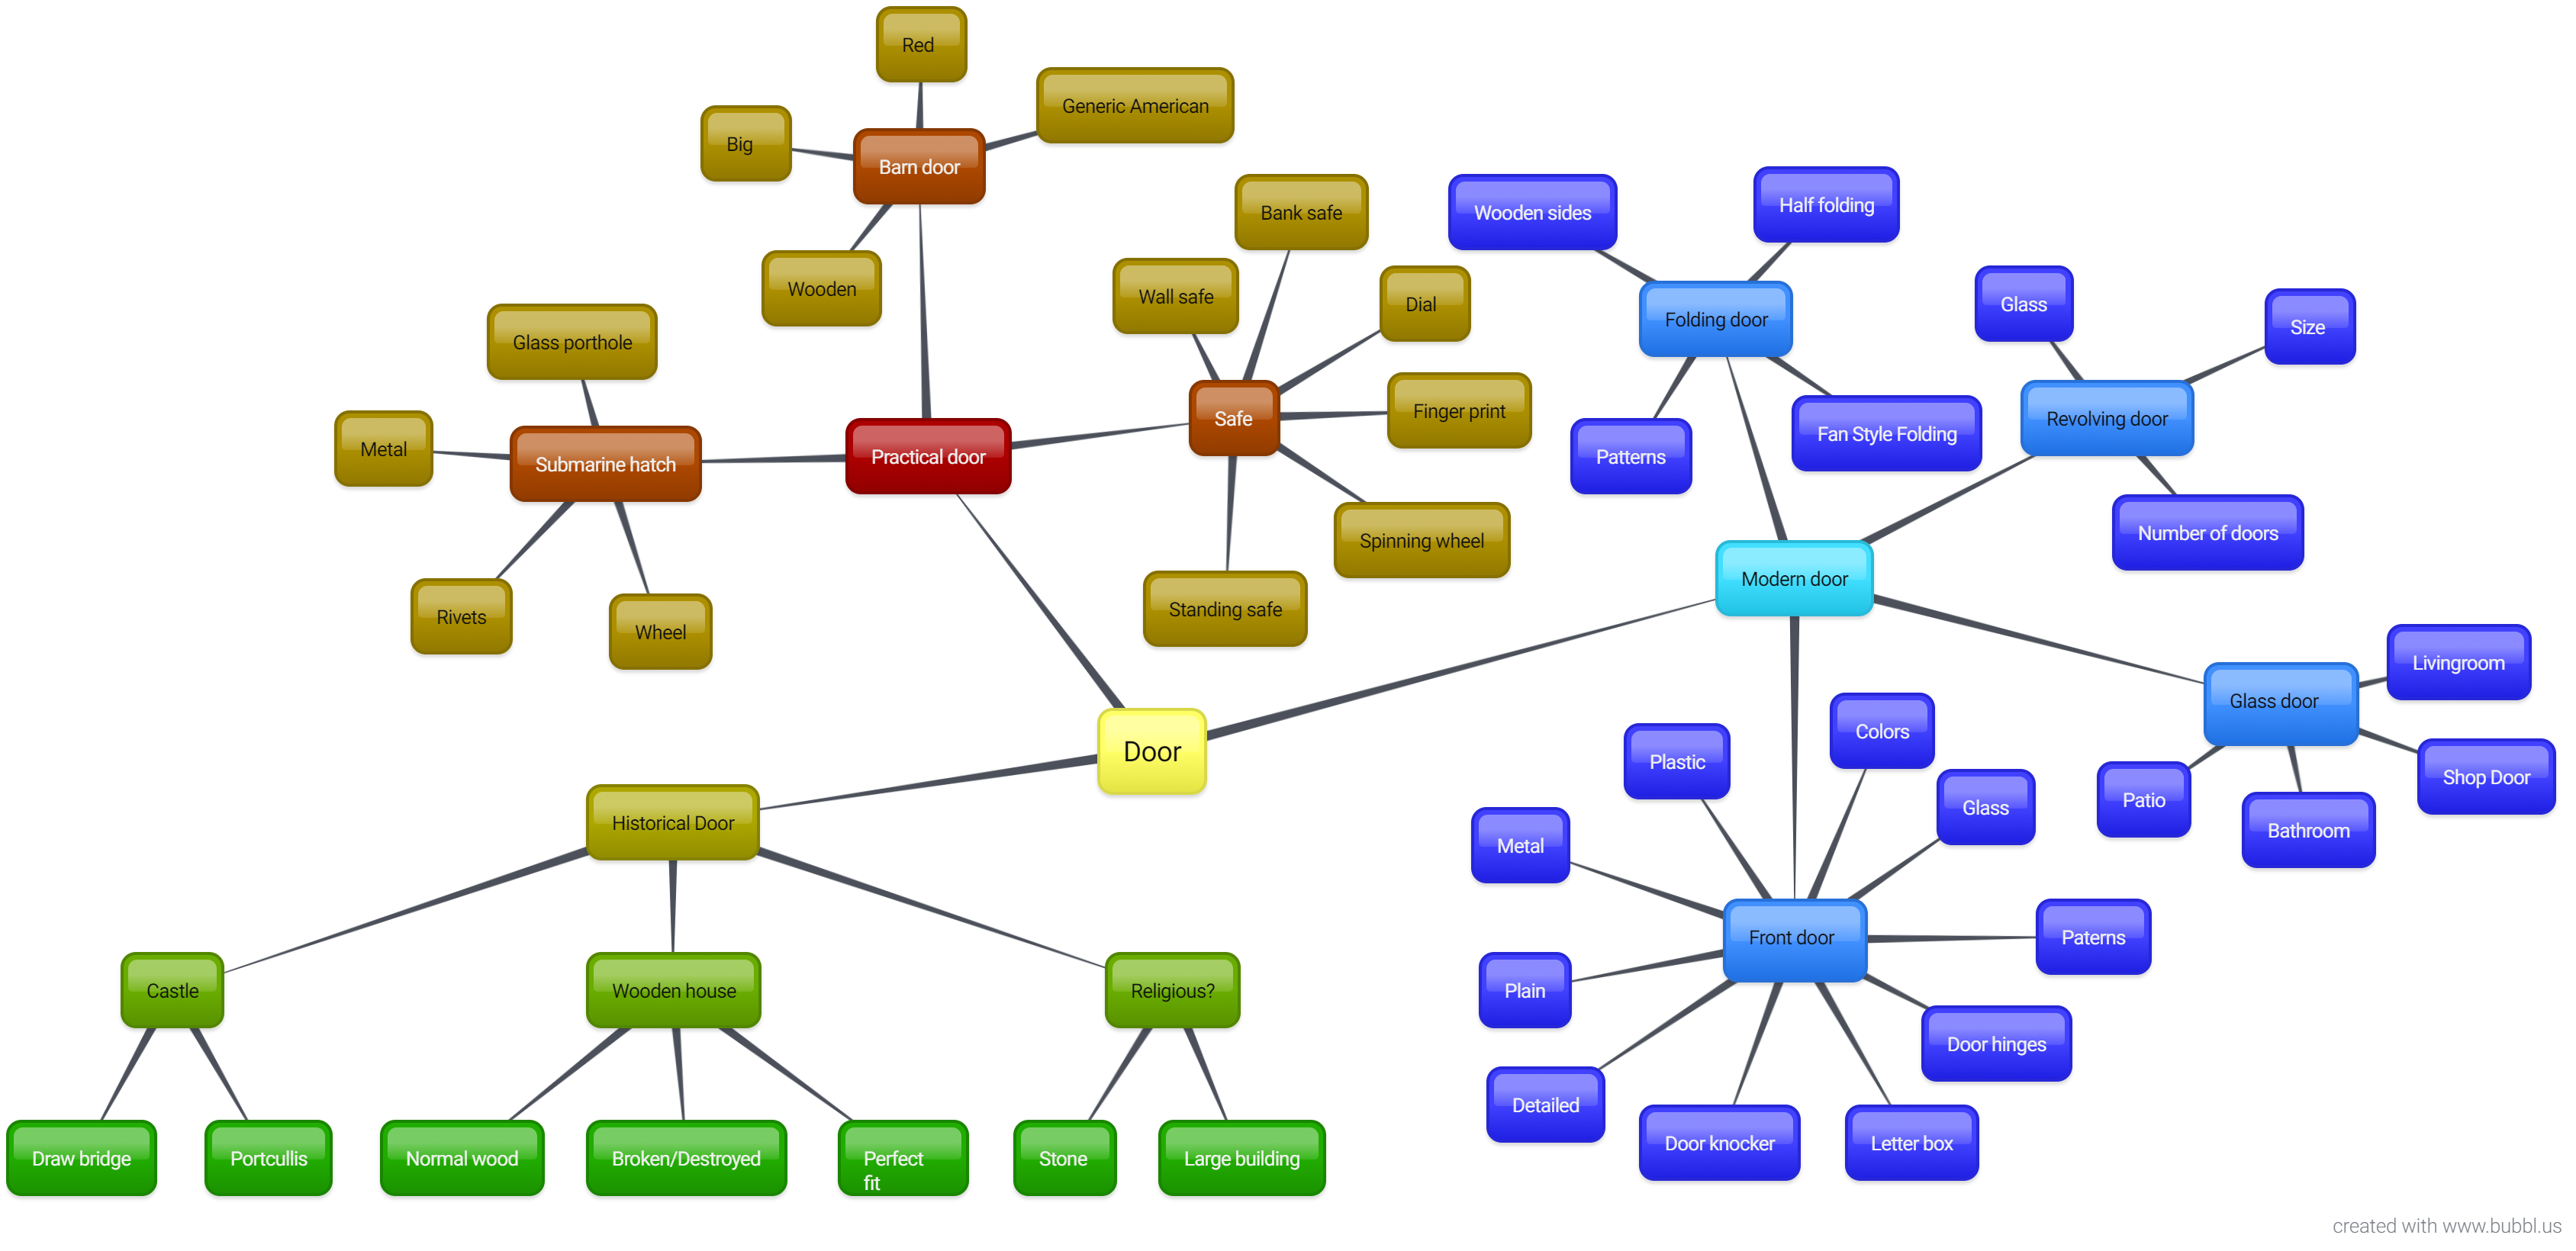 Red
Generic American
Big
Barn door
Wooden
Bank safe
Wall safe
Dial
Safe
Finger print
Spinning wheel
Standing safe
Glass porthole
Metal
Submarine hatch
Rivets
Wheel
Practical door
Wooden sides
Half folding
Folding door
Patterns
Fan Style Folding
Glass
Size
Revolving door
Number of doors
Modern door
Livingroom
Glass door
Shop Door
Patio
Bathroom
Door
Colors
Plastic
Glass
Metal
Front door
Paterns
Plain
Door hinges
Detailed
Door knocker
Letter box
Historical Door
Castle
Wooden house
Religious?
Draw bridge
Portcullis
Normal wood
Broken/Destroyed
Perfect
fit
Stone
Large building
created with www.bubbl.us